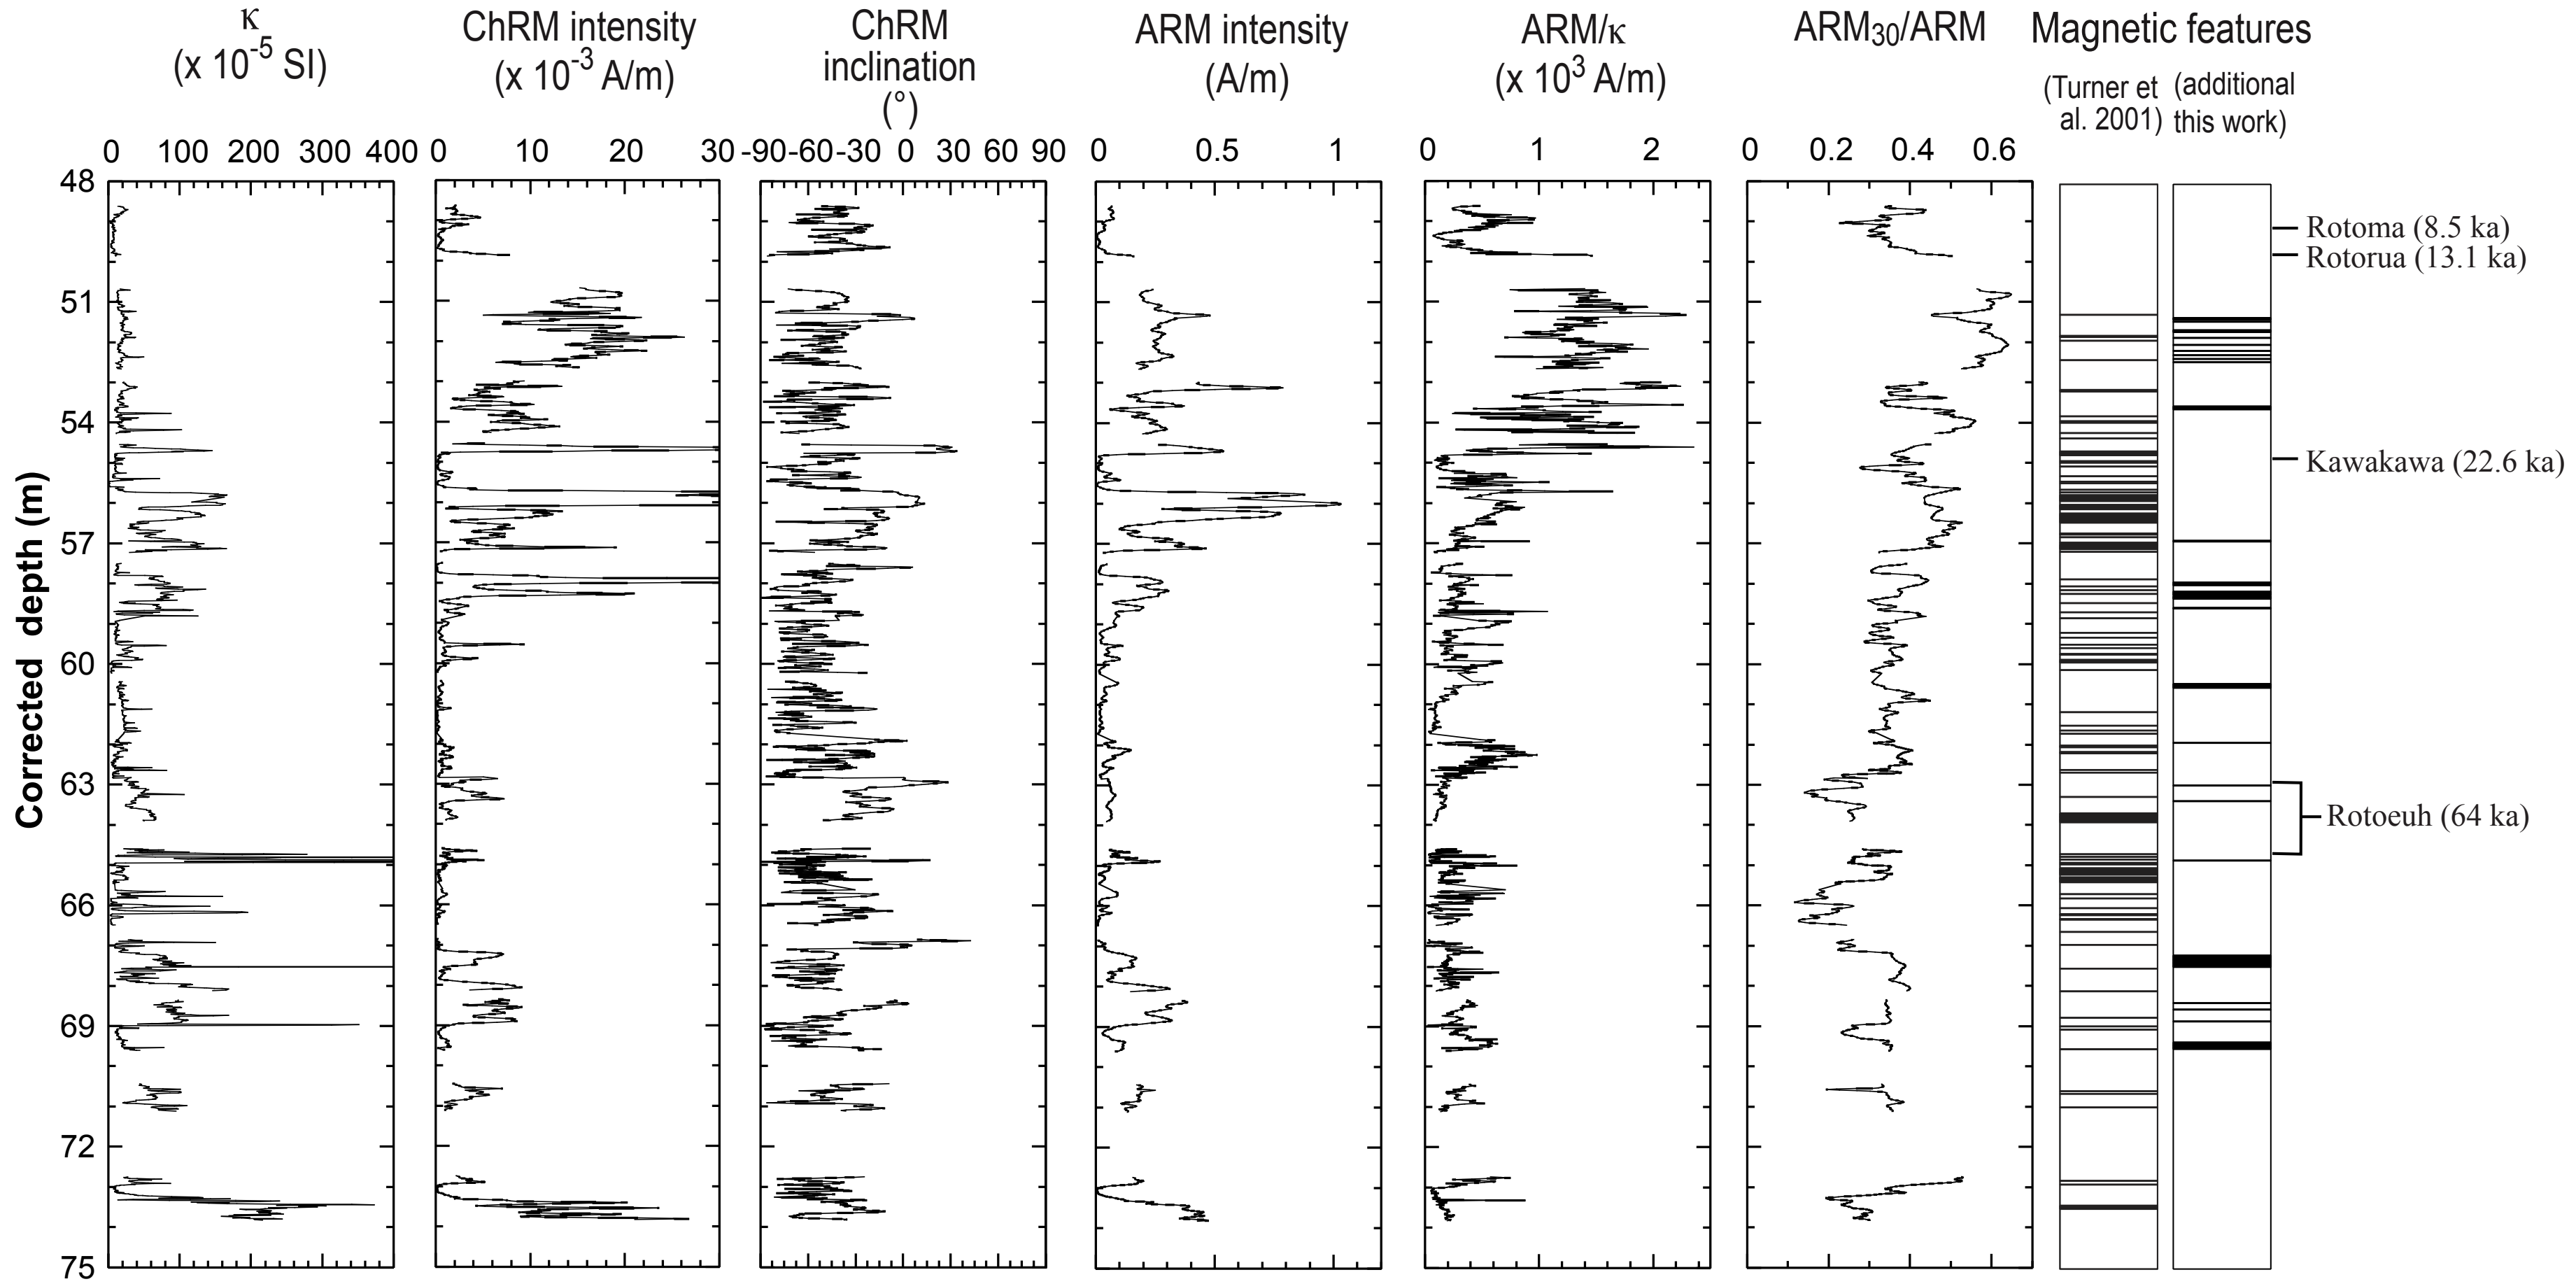 κ
(x 10-5 SI)
ChRM intensity
(x 10-3 A/m)
ChRM
inclination
(°)
ARM intensity
(A/m)
ARM/κ
(x 103 A/m)
ARM30/ARM
Magnetic features
(Turner et
al. 2001)
(additional
this work)
0 100 200 300 400
0 10 20 30
-90 -60 -30 0 30 60 90
0 0.5 1
0 1 2
0 0.2 0.4 0.6
Corrected depth (m)
48
51
54
57
60
63
66
69
72
75
Rotoma (8.5 ka)
Rotorua (13.1 ka)
Kawakawa (22.6 ka)
Rotoeuh (64 ka)